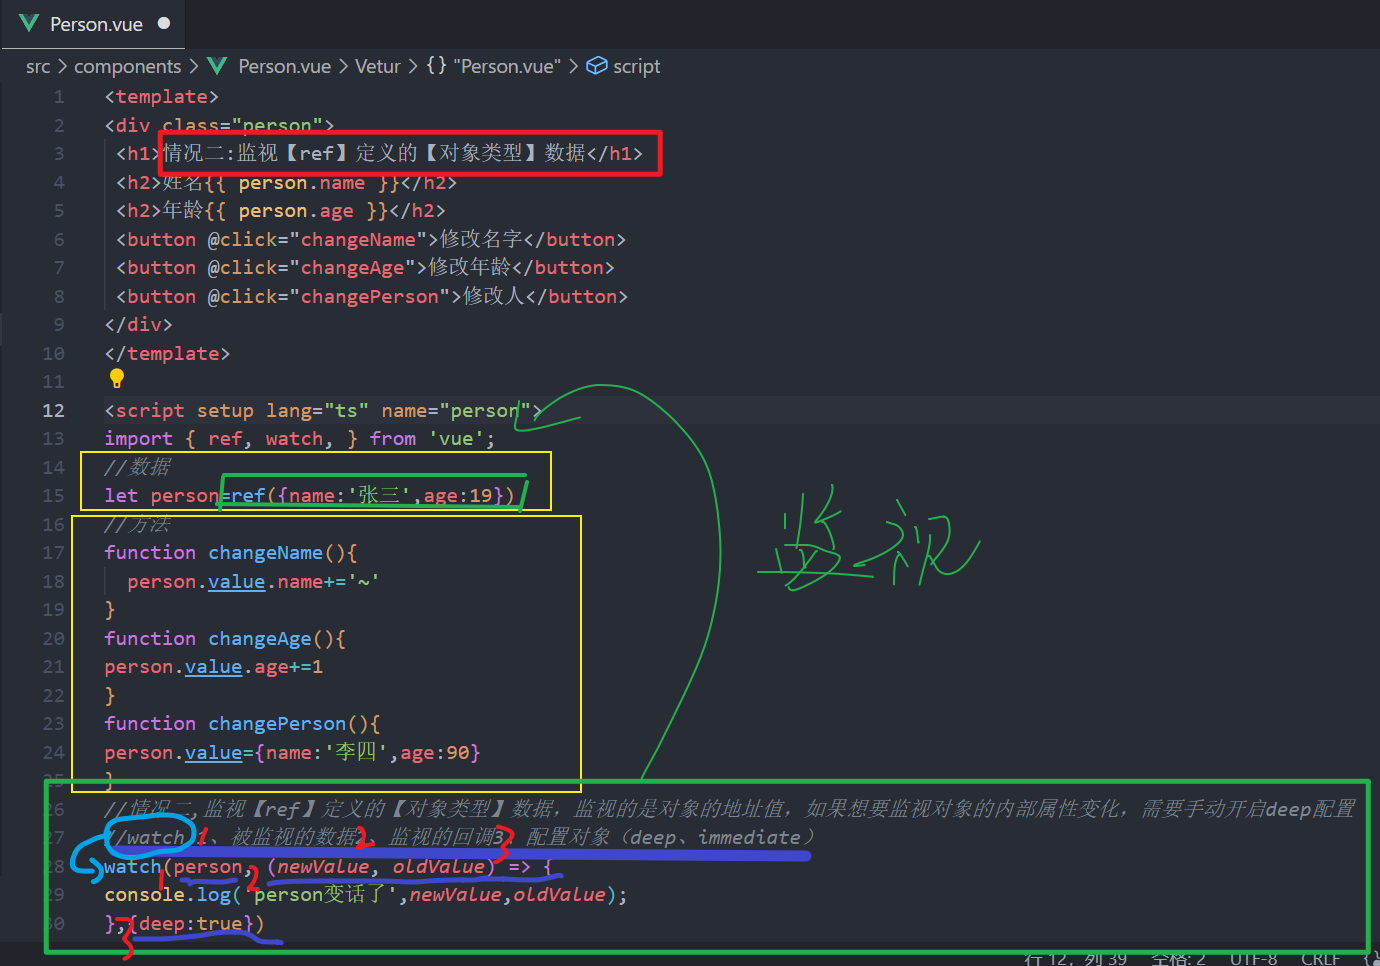 Person.vue
src > components > Person.vue > Vetur > {} "Person.vue" > script
1 <template>
2 <div class="person">
3 <h1>情况二:监视【ref】定义的【对象类型】数据</h1>
4 <h2>姓名{{ person.name }}</h2>
5 <h2>年龄{{ person.age }}</h2>
6 <button @click="changeName">修改名字</button>
7 <button @click="changeAge">修改年龄</button>
8 <button @click="changePerson">修改人</button>
9 </div>
10 </template>
11
12 <script setup lang="ts" name="person">
13 import { ref, watch, } from 'vue';
14 //数据
15 let person=ref({name:'张三',age:19})
16 //方法
17 function changeName(){
18 person.value.name+='~'
19 }
20 function changeAge(){
21 person.value.age+=1
22 }
23 function changePerson(){
24 person.value={name:'李四',age:90}
25 }
26 //情况二,监视【ref】定义的【对象类型】数据，监视的是对象的地址值，如果想要监视对象的内部属性变化，需要手动开启deep配置
27 //watch 1、被监视的数据2、监视的回调3、配置对象（deep、immediate）
28 watch(person, (newValue, oldValue) => {
29 console.log('person变话了',newValue,oldValue);
30 },{deep:true})
监视
1 2
3
行 12，列 39 空格: 2 UTF-8 CRLF {}